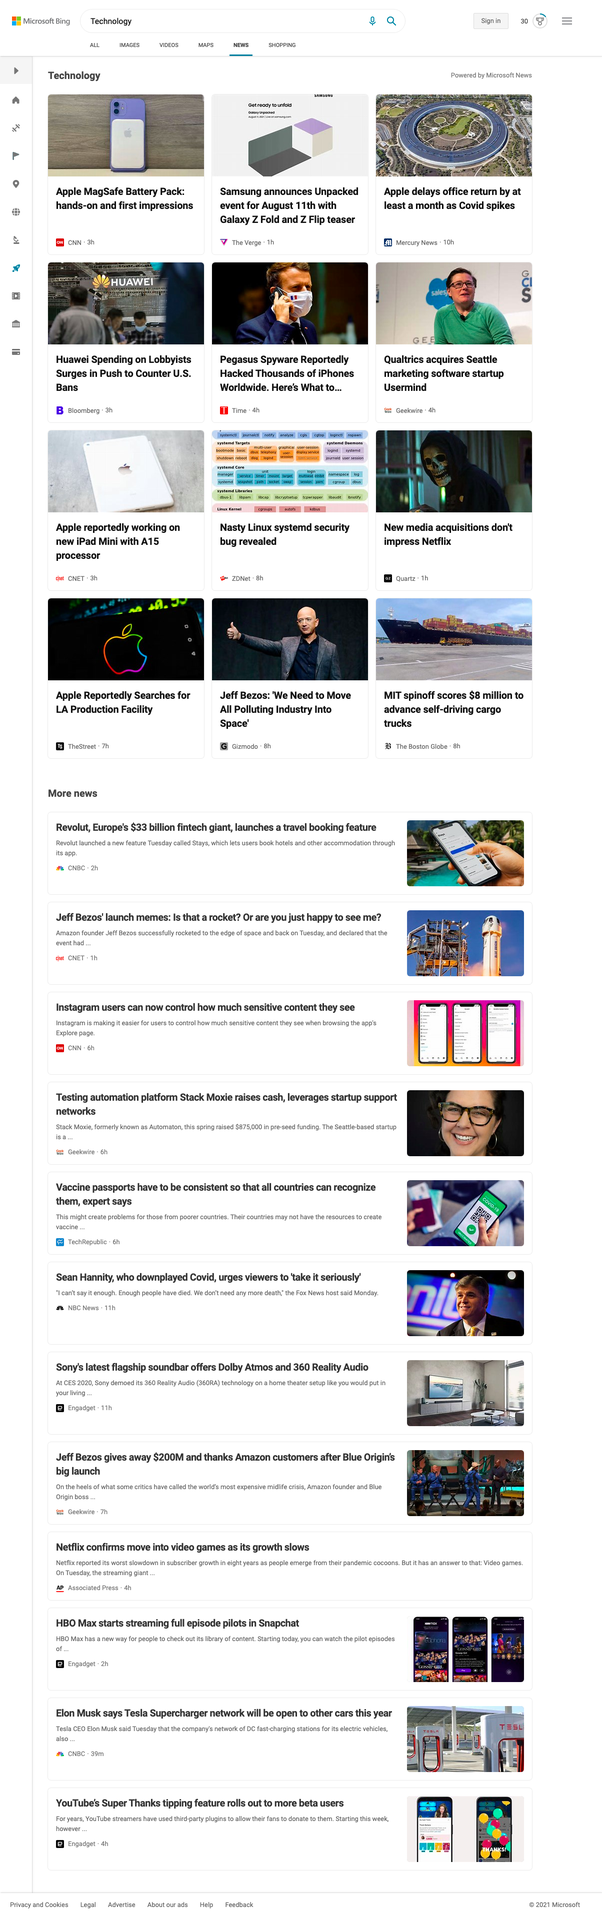 Microsoft Bing
Technology
Sign in
30
ALL
IMAGES
VIDEOS
MAPS
NEWS
SHOPPING
Technology
Powered by Microsoft News
SAMSUNG
Get ready to unfold
Galaxy Unpacked
Apple MagSafe Battery Pack:
hands-on and first impressions
CNN · 3h
Samsung announces Unpacked
event for August 11th with
Galaxy Z Fold and Z Flip teaser
The Verge · 1h
Apple delays office return by at
least a month as Covid spikes
Mercury News · 10h
HUAWEI
Huawei Spending on Lobbyists
Surges in Push to Counter U.S.
Bans
Bloomberg · 3h
Pegasus Spyware Reportedly
Hacked Thousands of iPhones
Worldwide. Here's What to...
Time · 4h
sales
Qualtrics acquires Seattle
marketing software startup
Usermind
Geekwire · 4h
systemd Targets
systemd Core
systemd Libraries
Linux Kernel
Apple reportedly working on
new iPad Mini with A15
processor
CNET · 3h
Nasty Linux systemd security
bug revealed
ZDNet · 8h
New media acquisitions don't
impress Netflix
Quartz · 1h
Apple Reportedly Searches for
LA Production Facility
TheStreet · 7h
Jeff Bezos: 'We Need to Move
All Polluting Industry Into
Space'
Gizmodo · 8h
MIT spinoff scores $8 million to
advance self-driving cargo
trucks
The Boston Globe · 8h
More news
Revolut, Europe's $33 billion fintech giant, launches a travel booking feature
Revolut launched a new feature Tuesday called Stays, which lets users book hotels and other accommodation through
its app.
CNBC · 2h
Jeff Bezos' launch memes: Is that a rocket? Or are you just happy to see me?
Amazon founder Jeff Bezos successfully rocketed to the edge of space and back on Tuesday, and declared that the
event had ...
CNET · 1h
Instagram users can now control how much sensitive content they see
Instagram is making it easier for users to control how much sensitive content they see when browsing the app's
Explore page.
CNN · 6h
Testing automation platform Stack Moxie raises cash, leverages startup support
networks
Stack Moxie, formerly known as Automaton, this spring raised $875,000 in pre-seed funding. The Seattle-based startup
is a ...
Geekwire · 6h
Vaccine passports have to be consistent so that all countries can recognize
them, expert says
This might create problems for those from poorer countries. Their countries may not have the resources to create
vaccine ...
TechRepublic · 6h
Sean Hannity, who downplayed Covid, urges viewers to 'take it seriously'
"I can't say it enough. Enough people have died. We don't need any more death," the Fox News host said Monday.
NBC News · 11h
Sony's latest flagship soundbar offers Dolby Atmos and 360 Reality Audio
At CES 2020, Sony demoed its 360 Reality Audio (360RA) technology on a home theater setup like you would put in
your living ...
Engadget · 11h
Jeff Bezos gives away $200M and thanks Amazon customers after Blue Origin's
big launch
On the heels of what some critics have called the world's most expensive midlife crisis, Amazon founder and Blue
Origin boss ...
Geekwire · 7h
Netflix confirms move into video games as its growth slows
Netflix reported its worst slowdown in subscriber growth in eight years as people emerge from their pandemic cocoons. But it has an answer to that: Video games.
On Tuesday, the streaming giant ...
Associated Press · 4h
HBO Max starts streaming full episode pilots in Snapchat
HBO Max has a new way for people to check out its library of content. Starting today, you can watch the pilot episodes
of ...
Engadget · 2h
Elon Musk says Tesla Supercharger network will be open to other cars this year
Tesla CEO Elon Musk said Tuesday that the company's network of DC fast-charging stations for its electric vehicles,
also ...
CNBC · 39m
YouTube's Super Thanks tipping feature rolls out to more beta users
For years, YouTube streamers have used third-party plugins to allow their fans to donate to them. Starting this week,
however ...
Engadget · 4h
THANKS!
Privacy and Cookies
Legal
Advertise
About our ads
Help
Feedback
© 2021 Microsoft